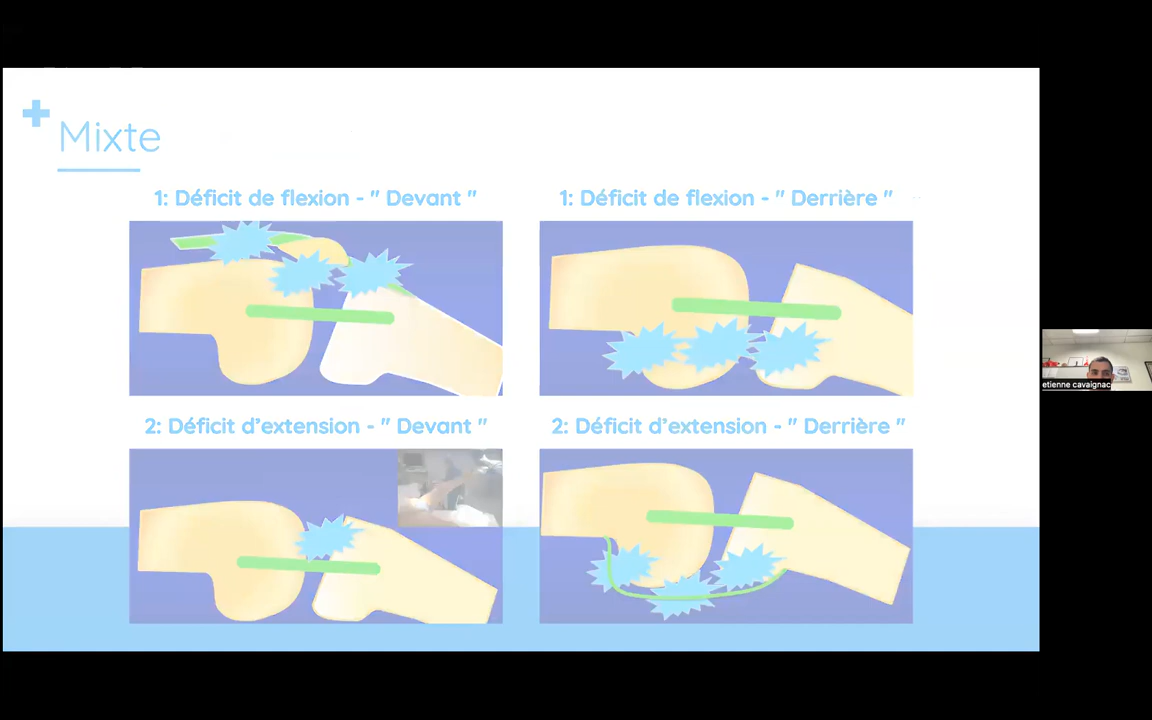 Mixte
1: Déficit de flexion - " Devant "
1: Déficit de flexion - " Derrière "
2: Déficit d’extension - " Devant "
2: Déficit d’extension - " Derrière "
etienne cavaignac